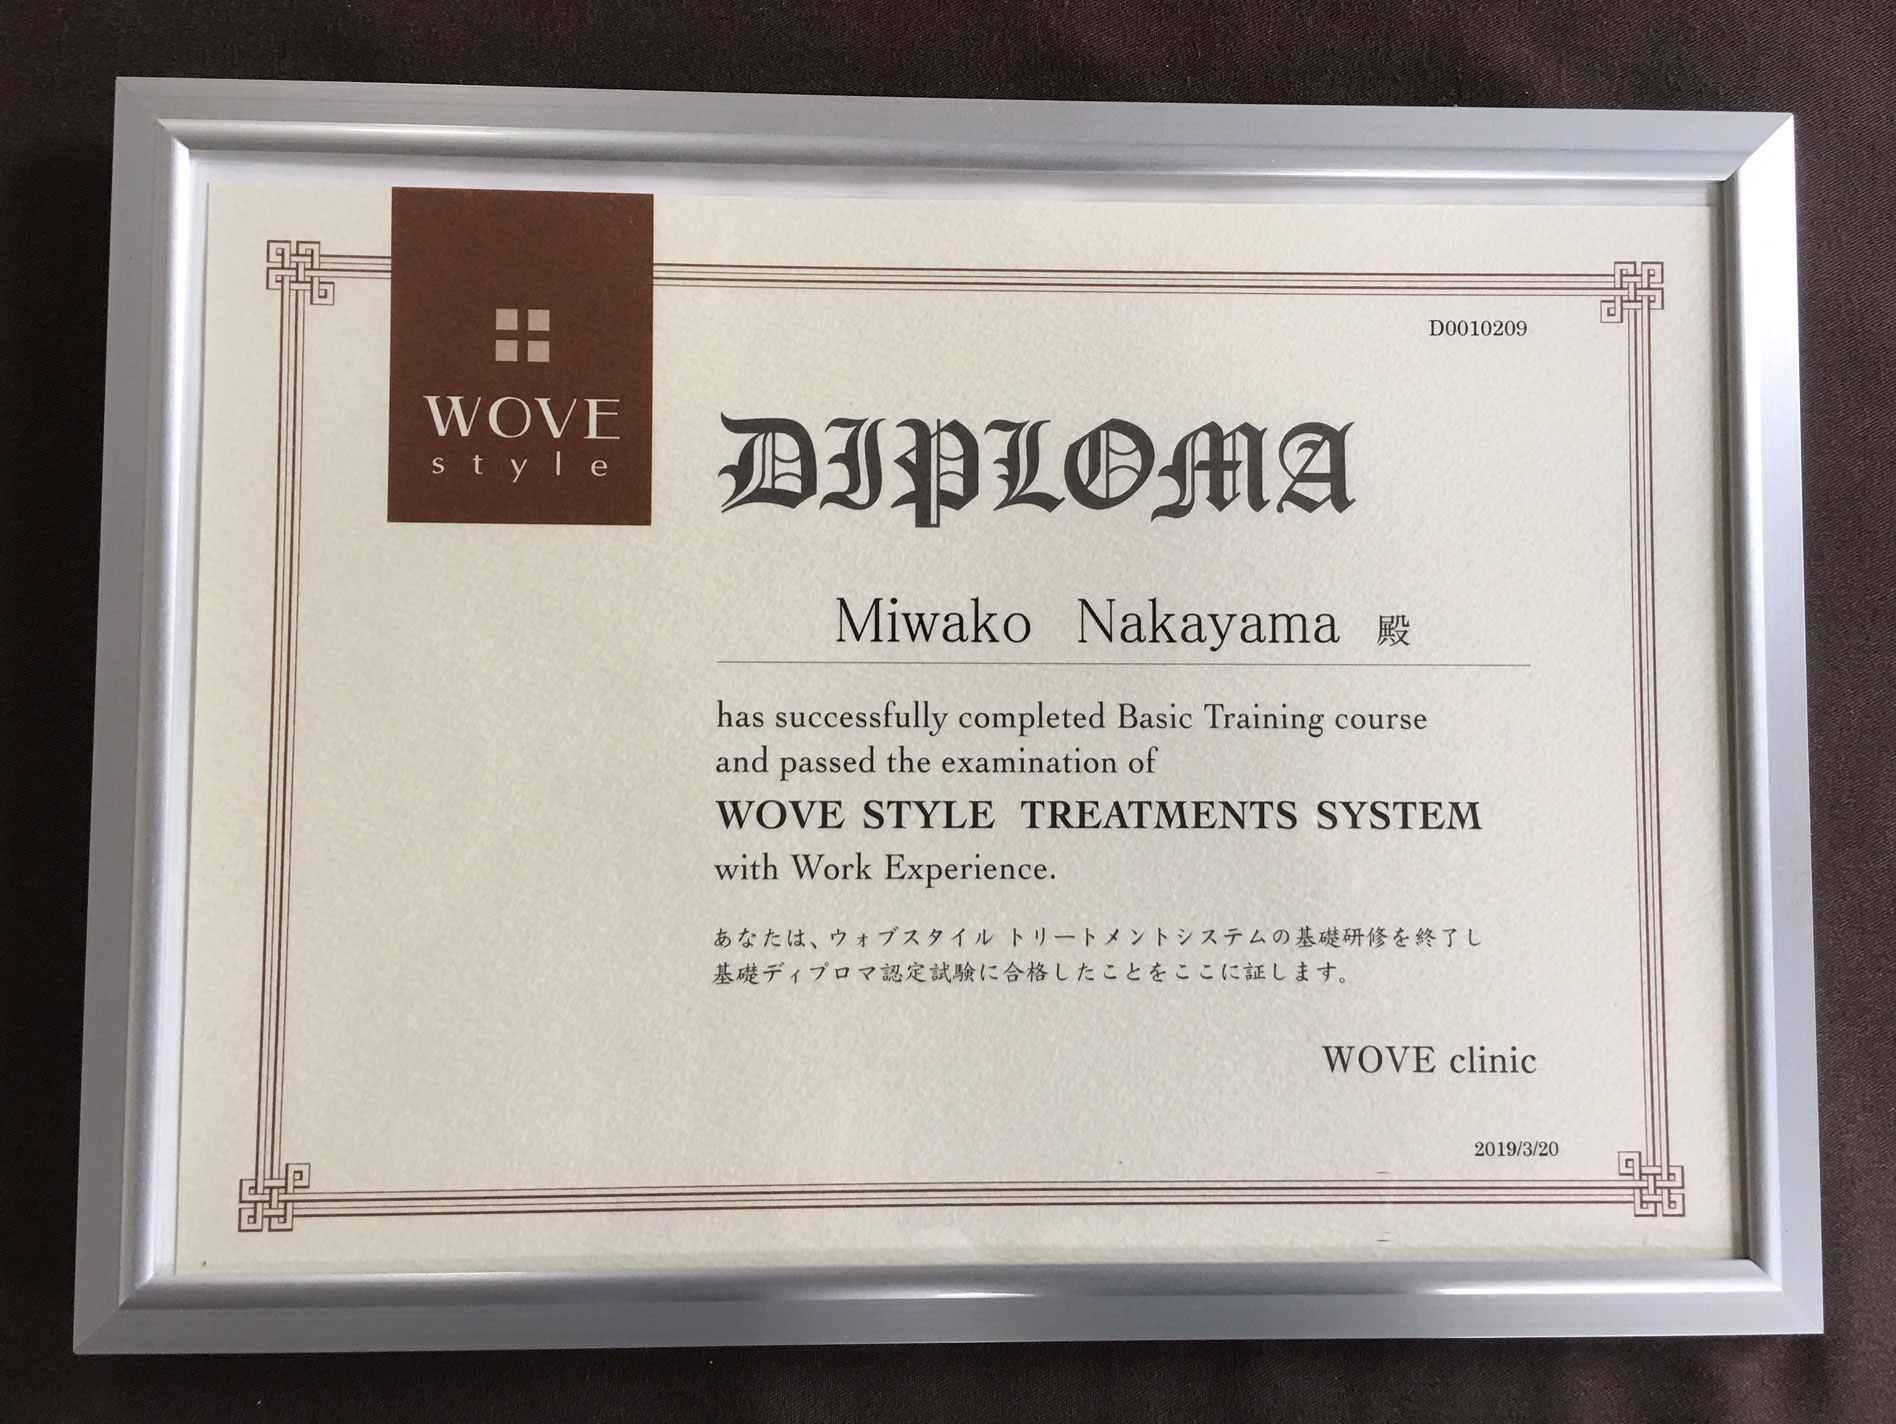 WOVE
style
D0010209
DIPLOMA
Miwako Nakayama 殿
has successfully completed Basic Training course
and passed the examination of
WOVE STYLE TREATMENTS SYSTEM
with Work Experience.
あなたは、ウォブスタイル トリートメントシステムの基礎研修を終了し
基礎ディプロマ認定試験に合格したことをここに証します。
WOVE clinic
2019/3/20